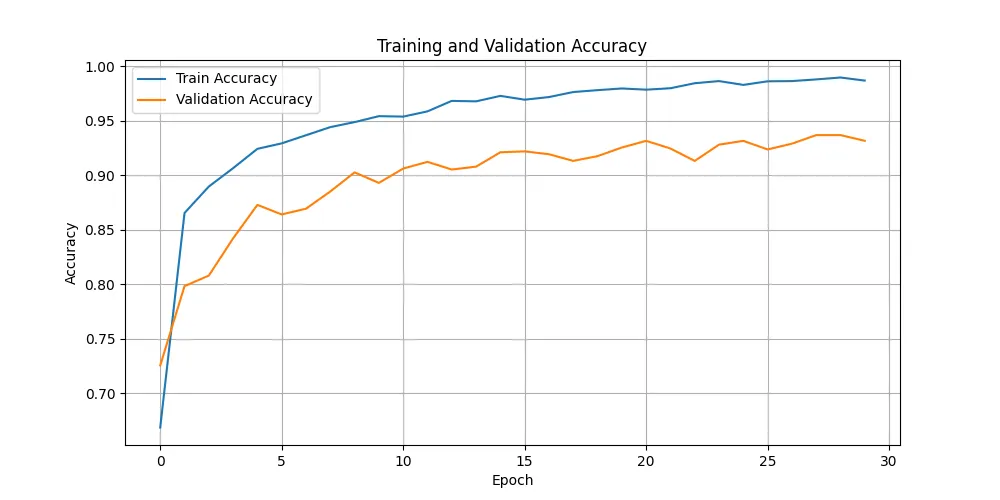 Training and Validation Accuracy
Train Accuracy
Validation Accuracy
1.00
0.95
0.90
0.85
0.80
0.75
0.70
Accuracy
0 5 10 15 20 25 30
Epoch